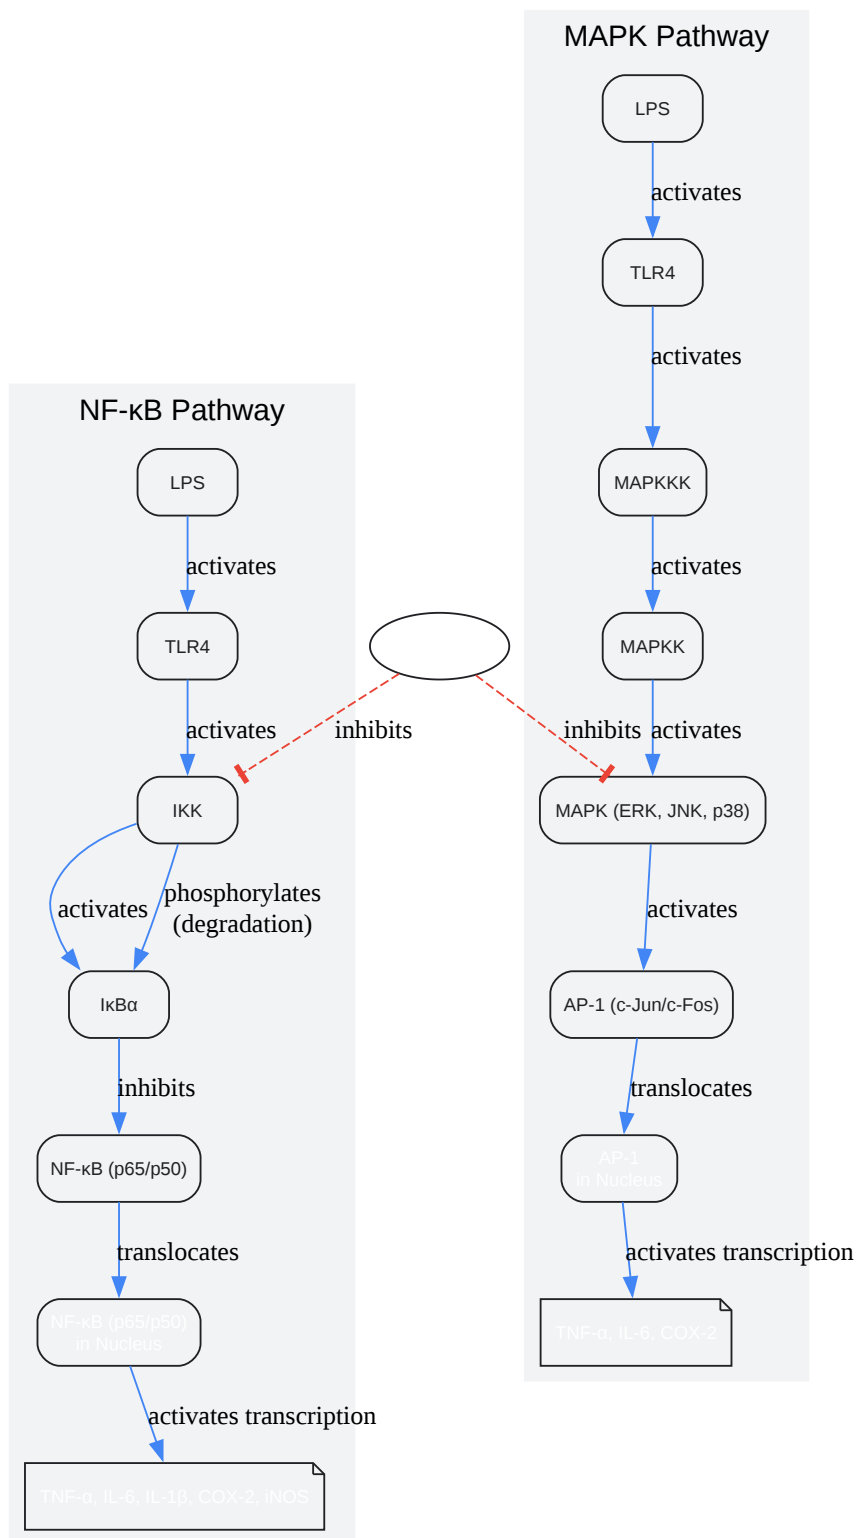 MAPK Pathway
LPS
activates
TLR4
activates
MAPKKK
activates
MAPKK
inhibits
activates
MAPK (ERK, JNK, p38)
activates
AP-1 (c-Jun/c-Fos)
translocates
AP-1
in Nucleus
activates transcription
TNF-α, IL-6, COX-2
NF-κB Pathway
LPS
activates
TLR4
activates
inhibits
IKK
activates
phosphorylates
(degradation)
IκBα
inhibits
NF-κB (p65/p50)
translocates
NF-κB (p65/p50)
in Nucleus
activates transcription
TNF-α, IL-6, IL-1β, COX-2, iNOS